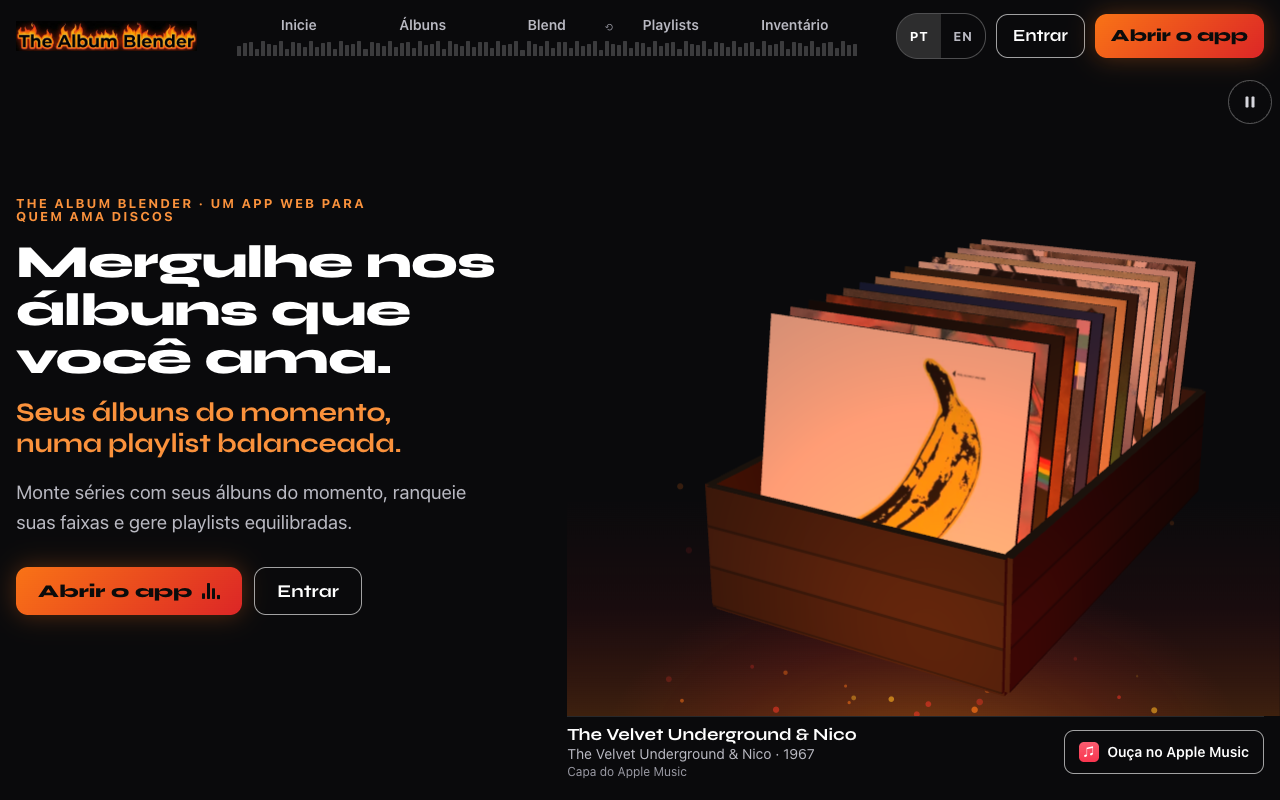 The Album Blender
Inicie
Álbuns
Blend
Playlists
Inventário
PT
EN
Entrar
Abrir o app
THE ALBUM BLENDER · UM APP WEB PARA
QUEM AMA DISCOS
Mergulhe nos
álbuns que
você ama.
Seus álbuns do momento,
numa playlist balanceada.
Monte séries com seus álbuns do momento, ranqueie
suas faixas e gere playlists equilibradas.
Abrir o app
Entrar
The Velvet Underground & Nico
The Velvet Underground & Nico · 1967
Capa do Apple Music
Ouça no Apple Music